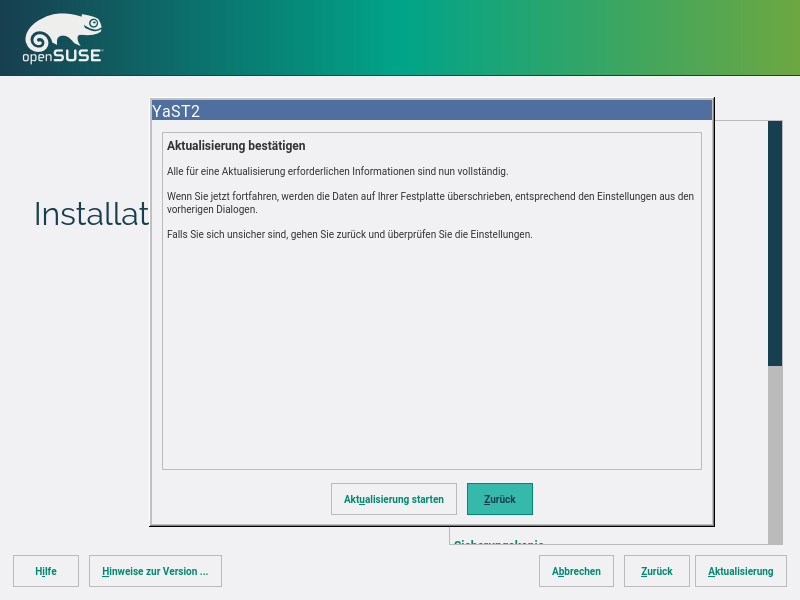 openSUSE
YaST2
Aktualisierung bestätigen
Alle für eine Aktualisierung erforderlichen Informationen sind nun vollständig.
Wenn Sie jetzt fortfahren, werden die Daten auf Ihrer Festplatte überschrieben, entsprechend den Einstellungen aus den
vorherigen Dialogen.
Falls Sie sich unsicher sind, gehen Sie zurück und überprüfen Sie die Einstellungen.
Installat
Aktualisierung starten
Zurück
Sicherungskopie
Hilfe
Hinweise zur Version ...
Abbrechen
Zurück
Aktualisierung